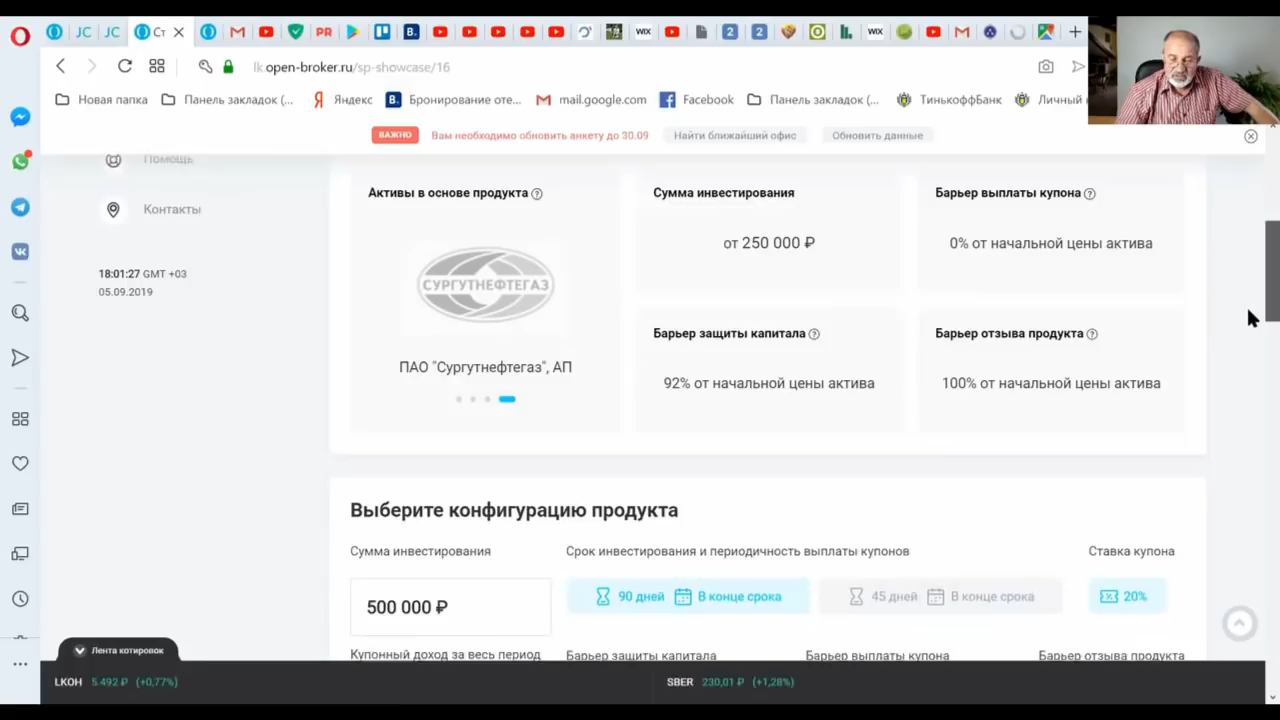 Ст
PR
B.
WIX
2
2
WIX
lk.open-broker.ru/sp-showcase/16
Новая папка
Панель закладок (...
Яндекс
B.
Бронирование оте...
mail.google.com
Facebook
Панель закладок (...
ТинькоффБанк
Личный
ВАЖНО
Вам необходимо обновить анкету до 30.09
Найти ближайший офис
Обновить данные
Помощь
Контакты
18:01:27 GMT +03
05.09.2019
Активы в основе продукта
СУРГУТНЕФТЕГАЗ
ПАО "Сургутнефтегаз", АП
Сумма инвестирования
от 250 000 ₽
Барьер выплаты купона
0% от начальной цены актива
Барьер защиты капитала
92% от начальной цены актива
Барьер отзыва продукта
100% от начальной цены актива
Выберите конфигурацию продукта
Сумма инвестирования
Срок инвестирования и периодичность выплаты купонов
Ставка купона
500 000 ₽
90 дней
В конце срока
45 дней
В конце срока
20%
Купонный доход за весь период
Барьер защиты капитала
Барьер выплаты купона
Барьер отзыва продукта
Лента котировок
LKOH 5.492 ₽ (+0,77%)
SBER 230,01 ₽ (+1,28%)